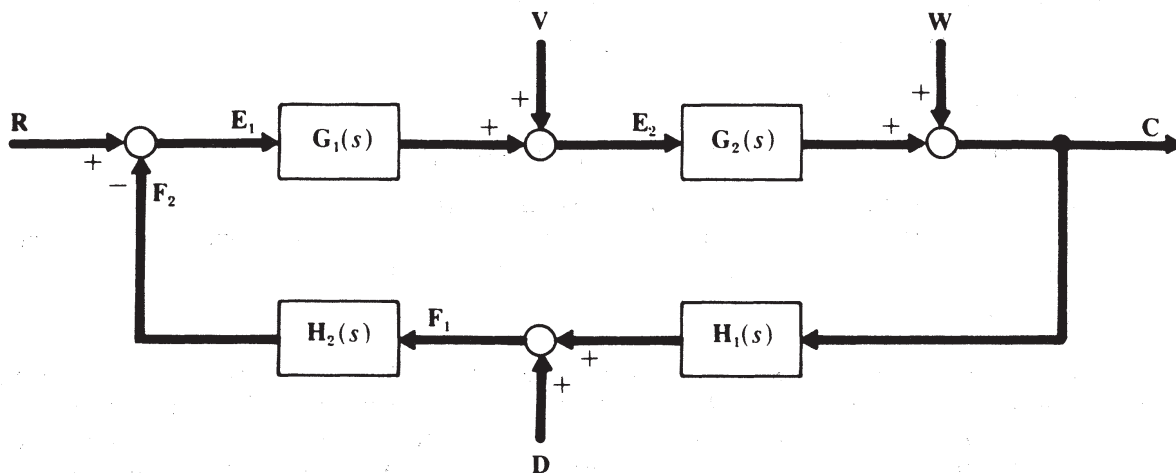 V
W
R
+
−
E₁
G₁(s)
+
+
E₂
G₂(s)
+
+
C
F₂
H₂(s)
F₁
+
+
H₁(s)
D